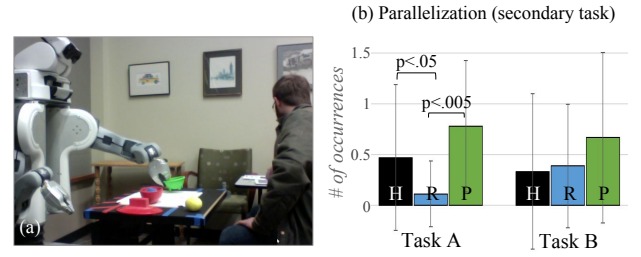 (b) Parallelization (secondary task)
(a)
# of occurrences
1.5
1
0.5
0
p<.05
p<.005
H R P
H R P
Task A
Task B